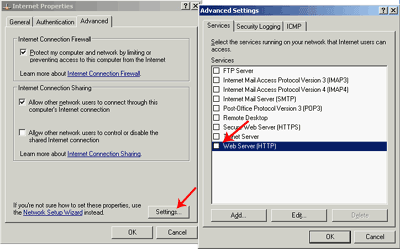 Internet Properties
General
Authentication
Advanced
Internet Connection Firewall
Protect my computer and network by limiting or
preventing access to this computer from the Internet
Learn more about Internet Connection Firewall.
Internet Connection Sharing
Allow other network users to connect through this
computer's Internet connection
Allow other network users to control or disable the
shared Internet connection
Learn more about Internet Connection Sharing.
If you're not sure how to set these properties, use
the Network Setup Wizard instead.
Settings...
OK
Cancel
Advanced Settings
Services
Security Logging
ICMP
Select the services running on your network that Internet users can
access.
Services
FTP Server
Internet Mail Access Protocol Version 3 (IMAP3)
Internet Mail Access Protocol Version 4 (IMAP4)
Internet Mail Server (SMTP)
Post-Office Protocol Version 3 (POP3)
Remote Desktop
Secure Web Server (HTTPS)
Server
Web Server (HTTP)
Add...
Edit...
Delete
OK
Cancel